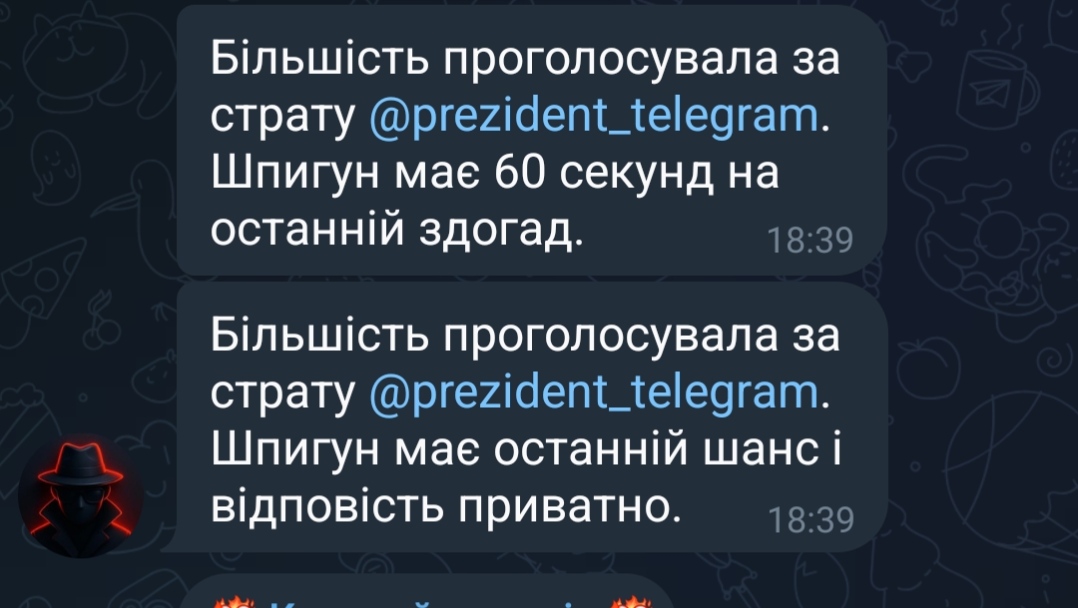 Більшість проголосувала за
страту @prezident_telegram.
Шпигун має 60 секунд на
останній здогад.
18:39
Більшість проголосувала за
страту @prezident_telegram.
Шпигун має останній шанс і
відповість приватно.
18:39